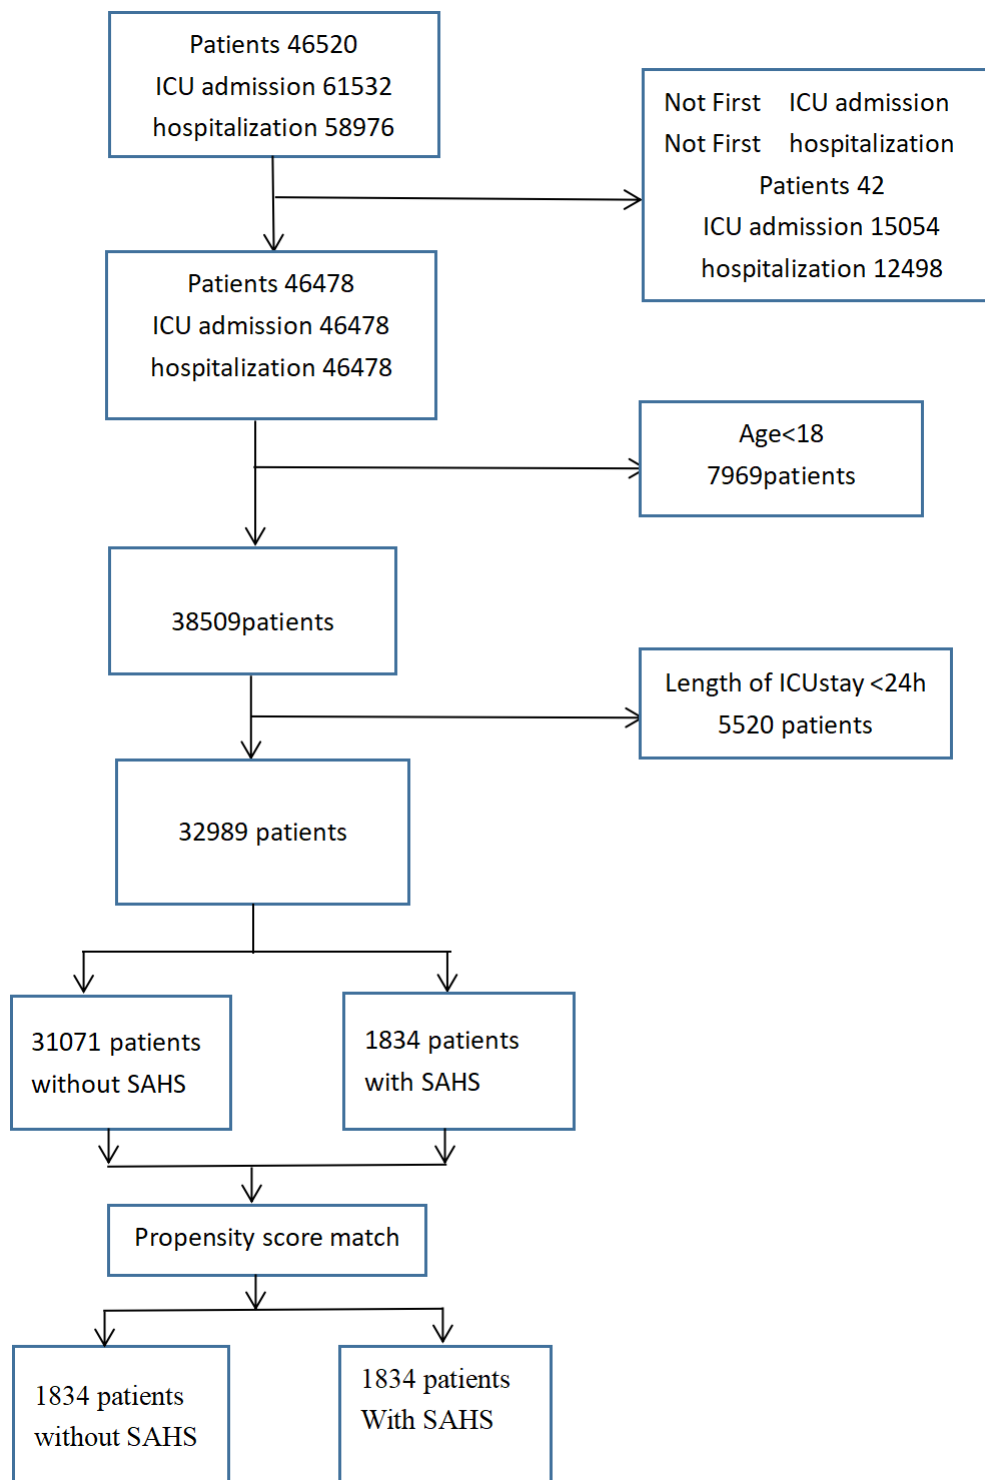 Patients 46520
ICU admission 61532
hospitalization 58976
Not First ICU admission
Not First hospitalization
Patients 42
ICU admission 15054
hospitalization 12498
Patients 46478
ICU admission 46478
hospitalization 46478
Age<18
7969patients
38509patients
Length of ICUstay <24h
5520 patients
32989 patients
31071 patients
without SAHS
1834 patients
with SAHS
Propensity score match
1834 patients
without SAHS
1834 patients
With SAHS